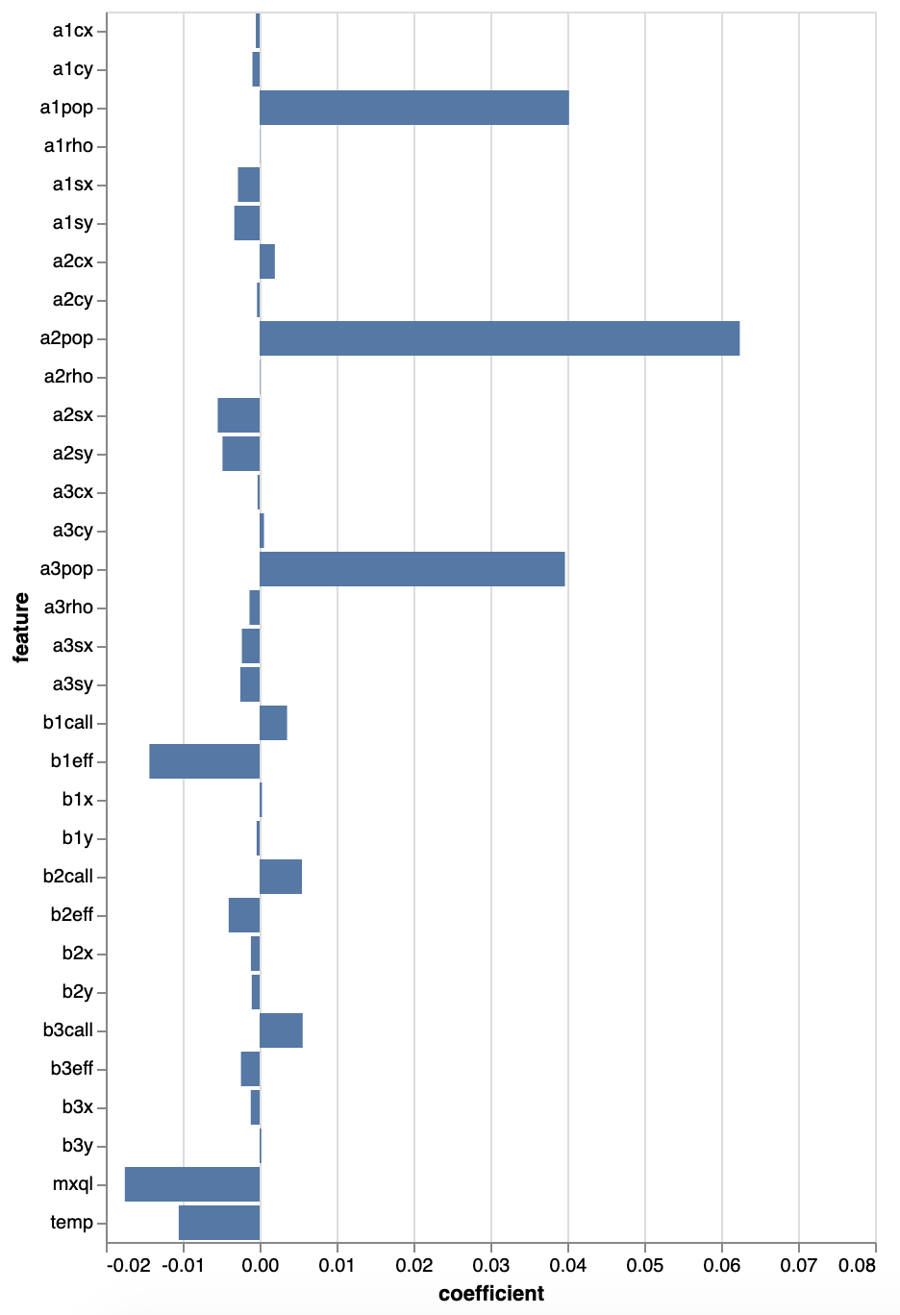 a1cx
a1cy
a1pop
a1rho
a1sx
a1sy
a2cx
a2cy
a2pop
a2rho
a2sx
a2sy
a3cx
a3cy
a3pop
a3rho
a3sx
a3sy
b1call
b1eff
b1x
b1y
b2call
b2eff
b2x
b2y
b3call
b3eff
b3x
b3y
mxql
temp
feature
-0.02 -0.01 0.00 0.01 0.02 0.03 0.04 0.05 0.06 0.07 0.08
coefficient